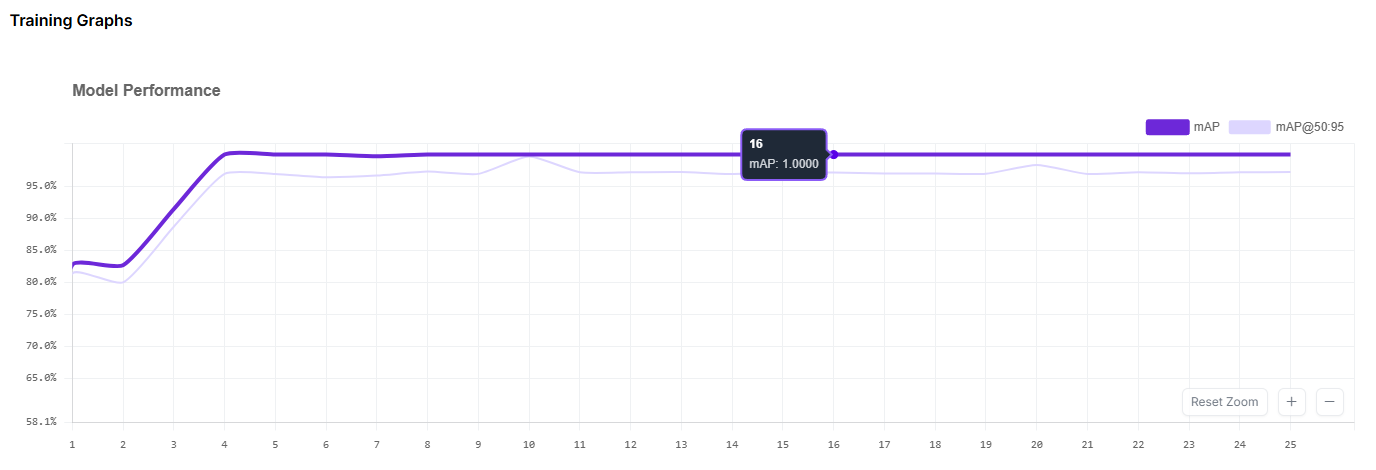 Training Graphs
Model Performance
mAP
mAP@50:95
16
mAP: 1.0000
95.0%
90.0%
85.0%
80.0%
75.0%
70.0%
65.0%
58.1%
Reset Zoom + −
1 2 3 4 5 6 7 8 9 10 11 12 13 14 15 16 17 18 19 20 21 22 23 24 25